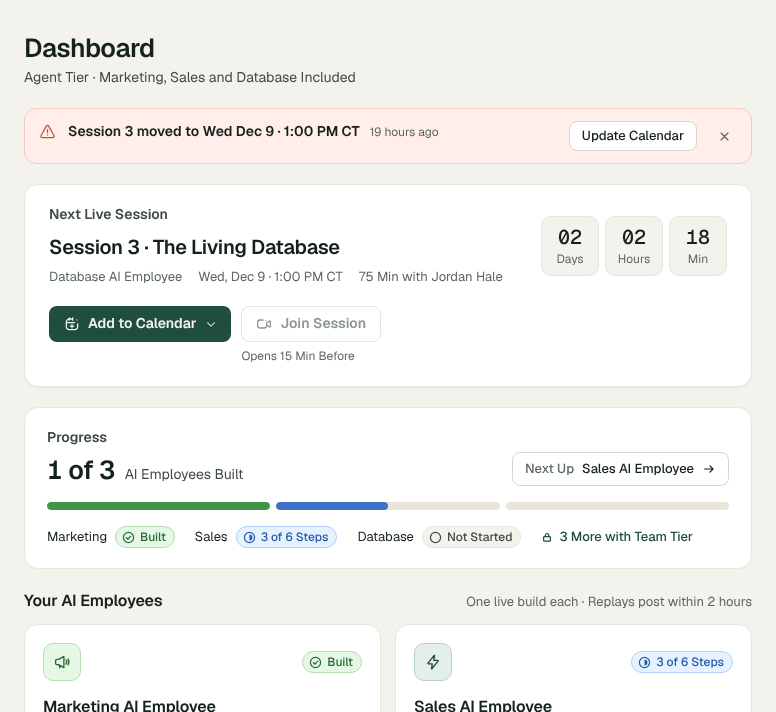 Dashboard
Agent Tier · Marketing, Sales and Database Included
Session 3 moved to Wed Dec 9 · 1:00 PM CT 19 hours ago Update Calendar
Next Live Session
Session 3 · The Living Database
Database AI Employee Wed, Dec 9 · 1:00 PM CT 75 Min with Jordan Hale
02 02 18
Days Hours Min
Add to Calendar Join Session
Opens 15 Min Before
Progress
1 of 3 AI Employees Built Next Up Sales AI Employee →
Marketing Built Sales 3 of 6 Steps Database Not Started 3 More with Team Tier
Your AI Employees One live build each · Replays post within 2 hours
Built 3 of 6 Steps
Marketing AI Employee Sales AI Employee